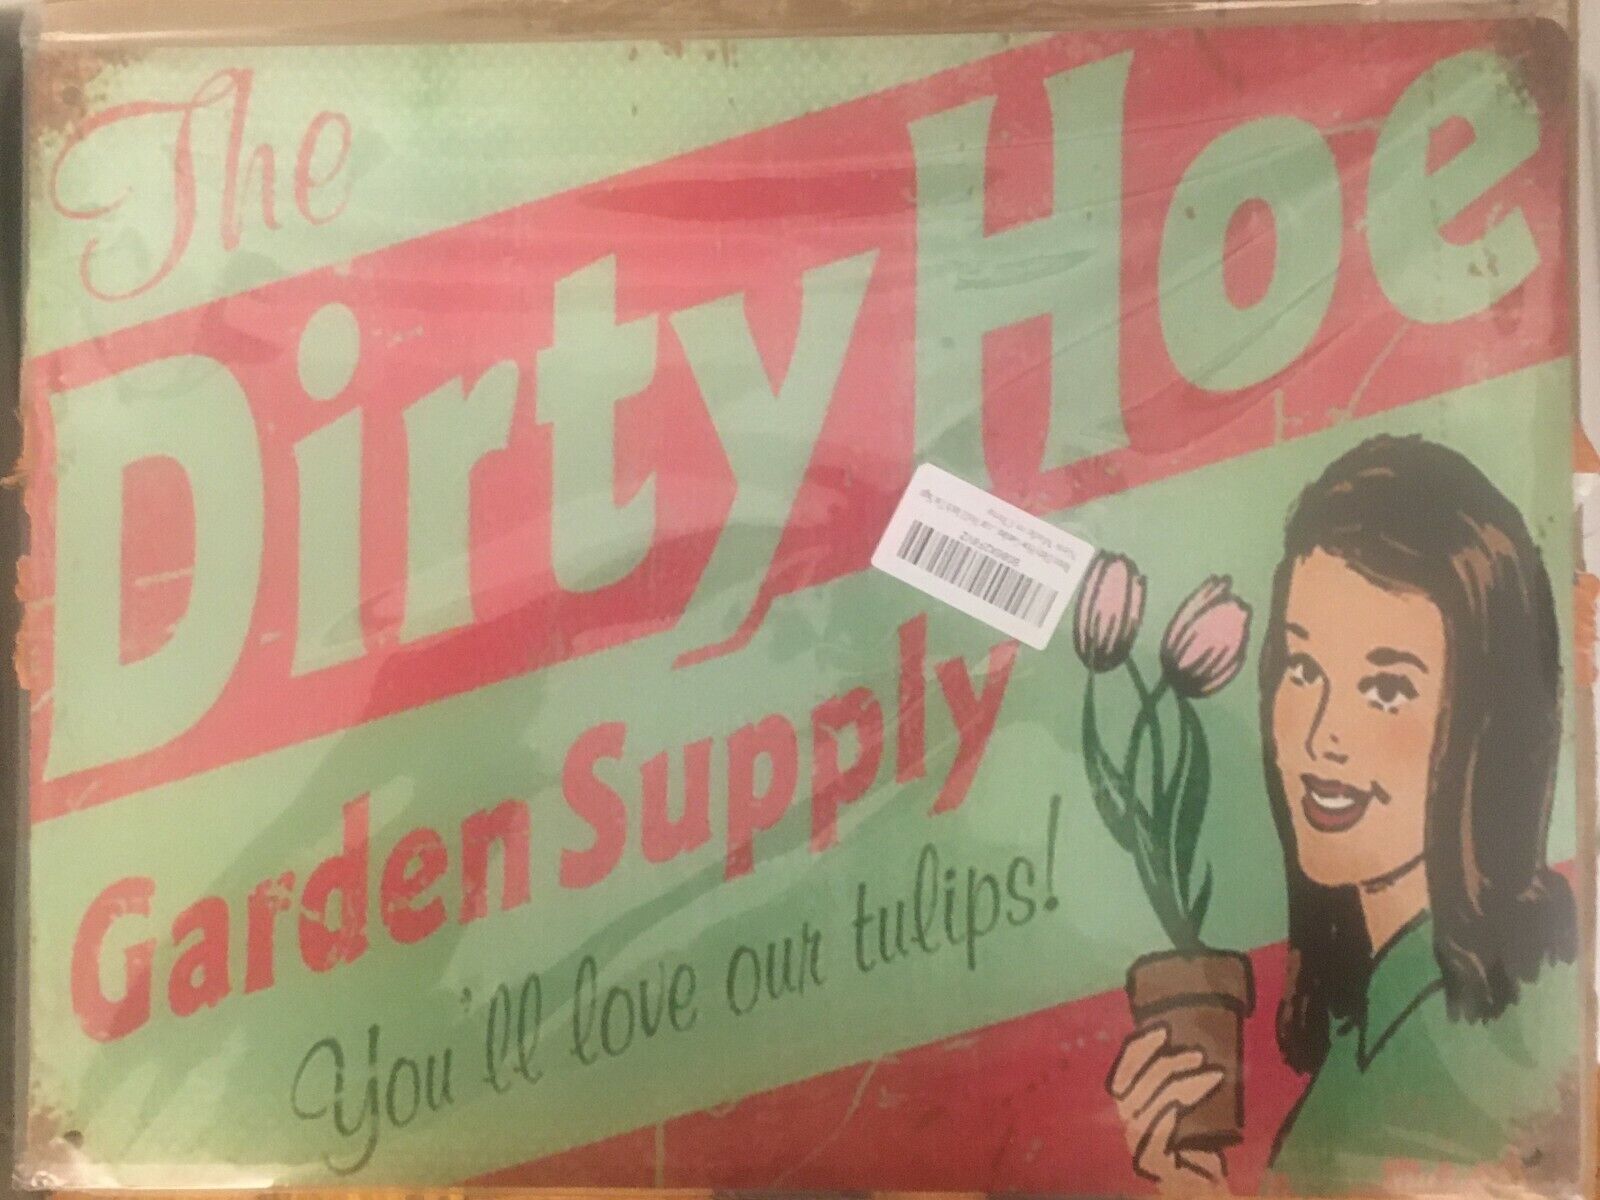 The
Dirty Hoe
Garden Supply
You'll love our tulips!